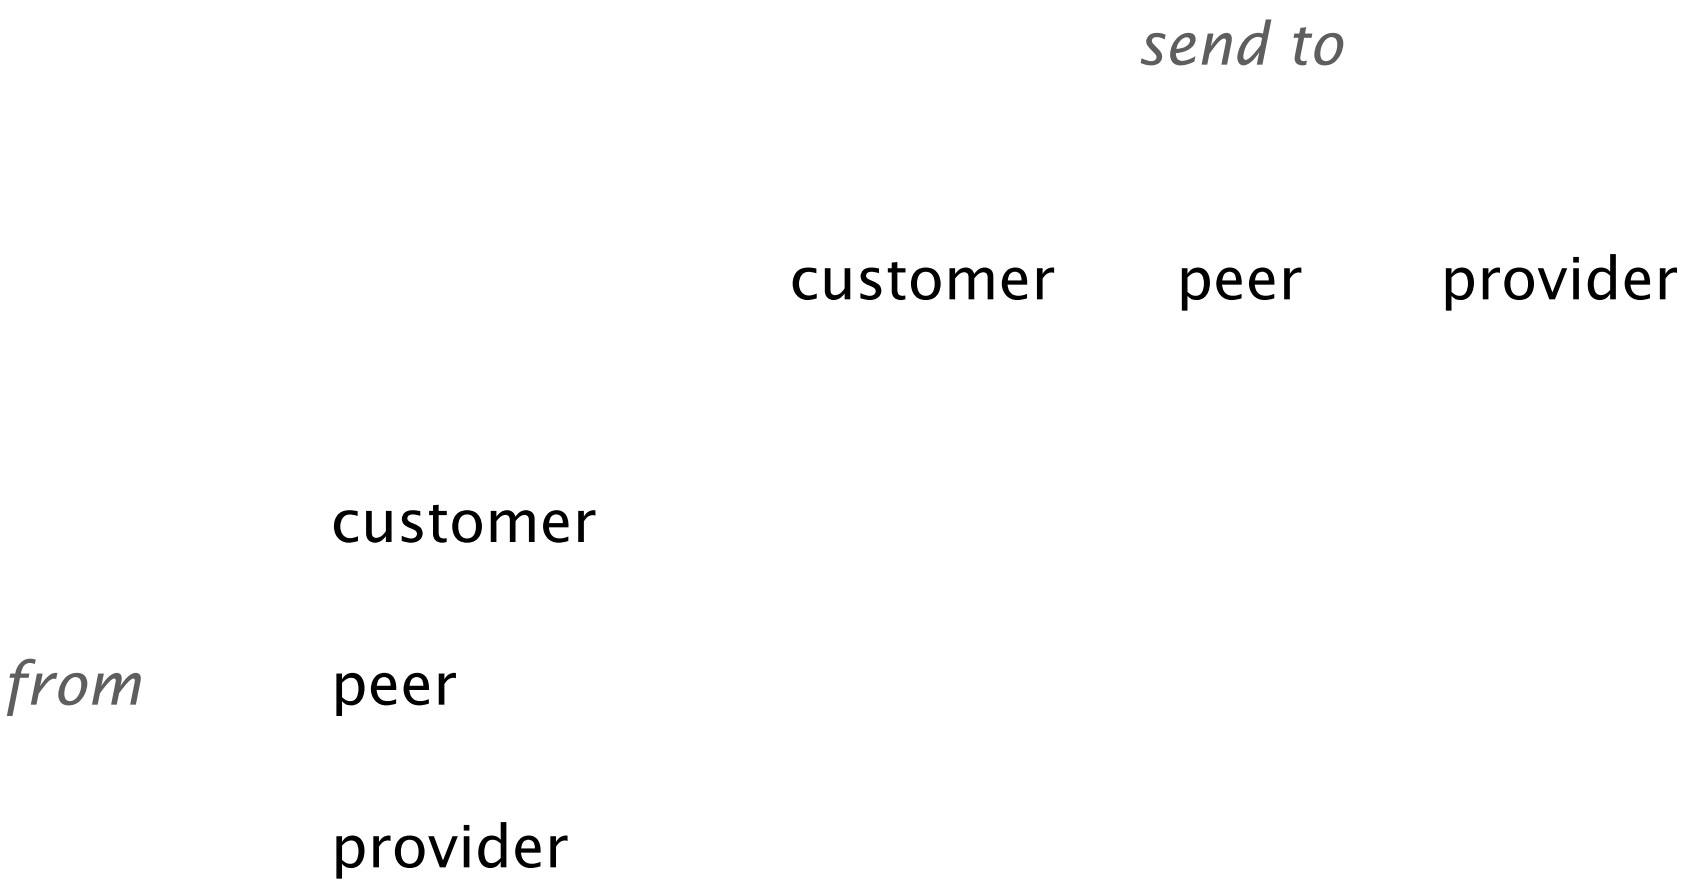 send to
customer peer provider
customer
from peer
provider